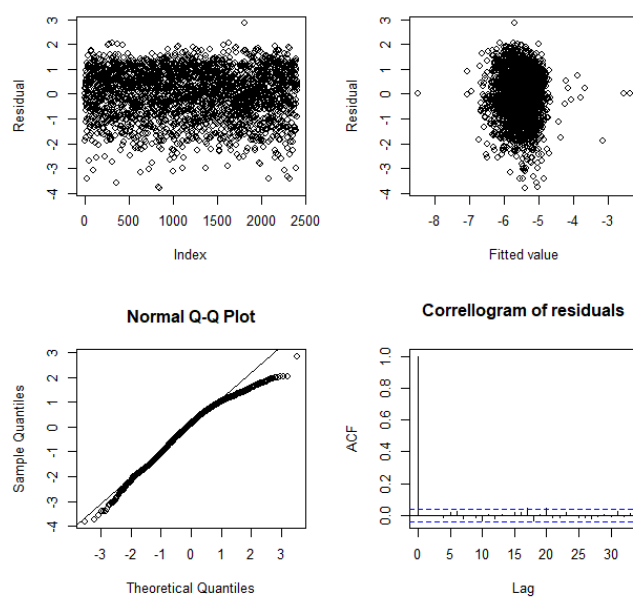 3
2
1
0
-1
-2
-3
-4
Residual
0 500 1000 1500 2000 2500
Index
3
2
1
0
-1
-2
-3
-4
Residual
-8 -7 -6 -5 -4 -3
Fitted value
Normal Q-Q Plot
3
2
1
0
-1
-2
-3
-4
Sample Quantiles
-3 -2 -1 0 1 2 3
Theoretical Quantiles
Correllogram of residuals
1.0
0.8
0.6
0.4
0.2
0.0
ACF
0 5 10 15 20 25 30
Lag